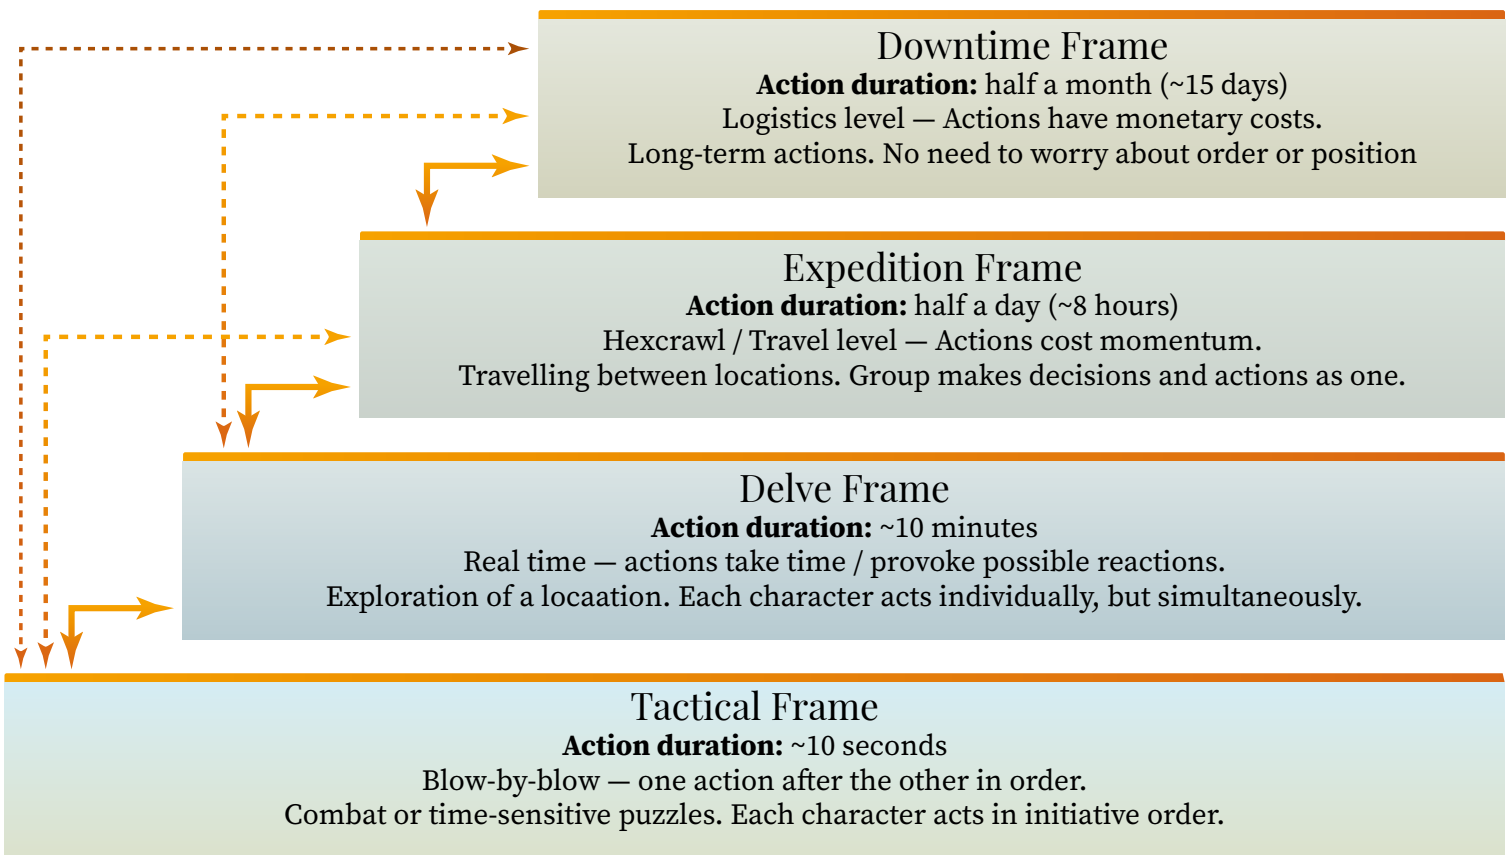 Downtime Frame
Action duration: half a month (~15 days)
Logistics level — Actions have monetary costs.
Long-term actions. No need to worry about order or position
Expedition Frame
Action duration: half a day (~8 hours)
Hexcrawl / Travel level — Actions cost momentum.
Travelling between locations. Group makes decisions and actions as one.
Delve Frame
Action duration: ~10 minutes
Real time — actions take time / provoke possible reactions.
Exploration of a locaation. Each character acts individually, but simultaneously.
Tactical Frame
Action duration: ~10 seconds
Blow-by-blow — one action after the other in order.
Combat or time-sensitive puzzles. Each character acts in initiative order.